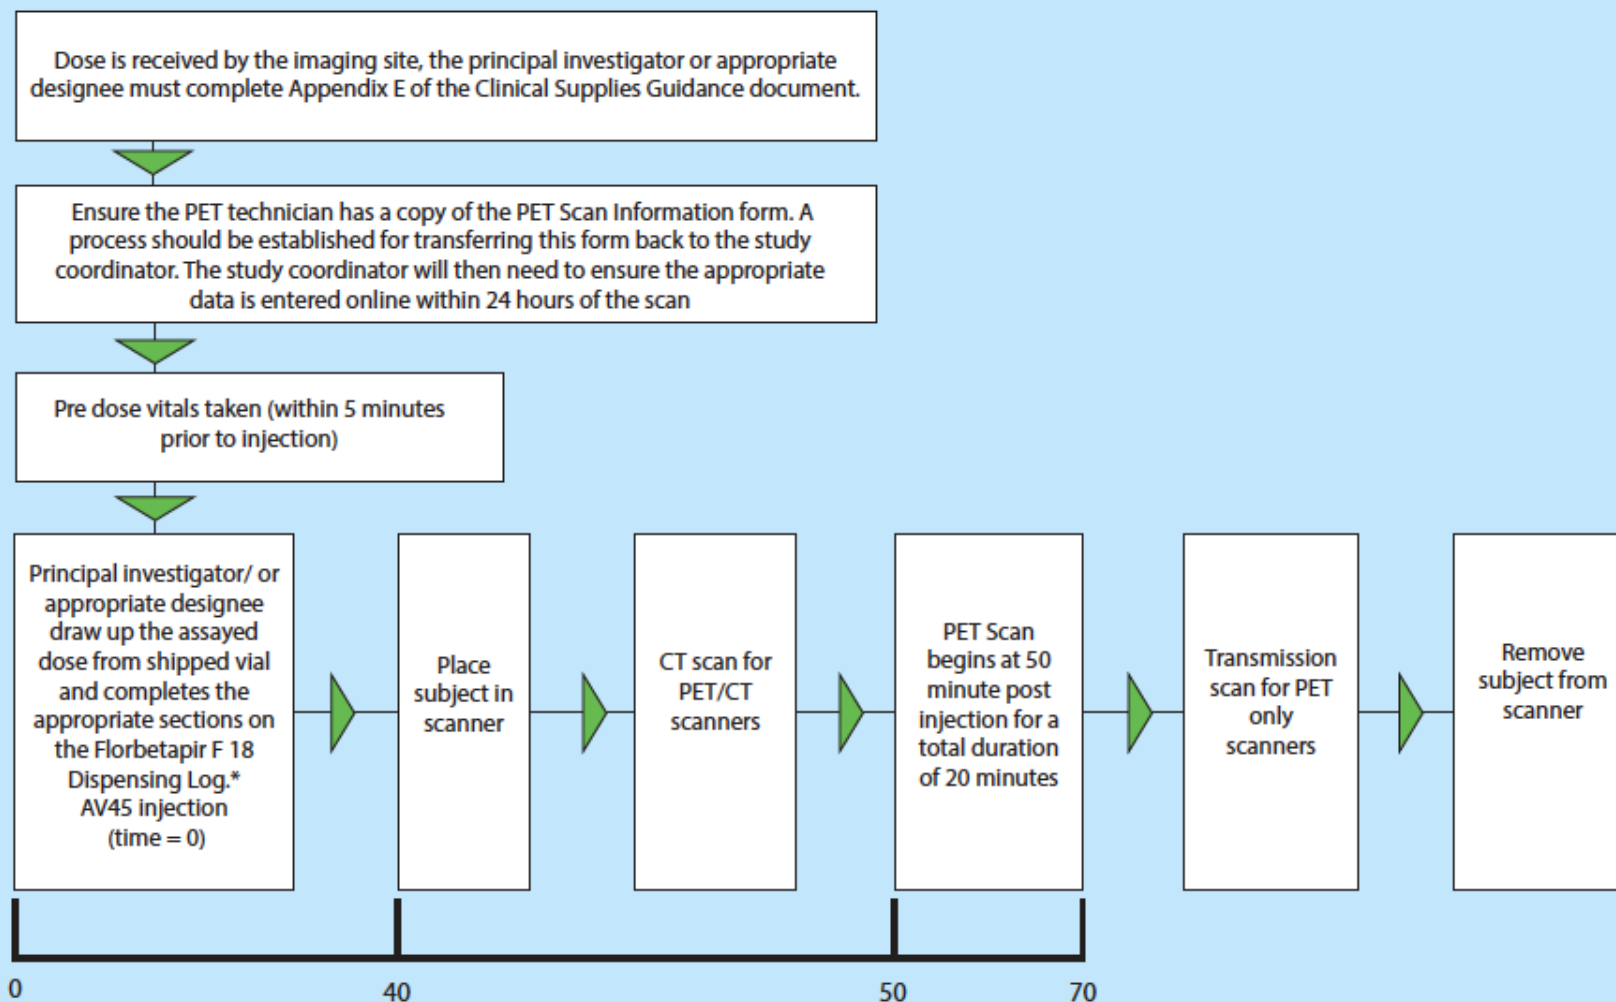 Dose is received by the imaging site, the principal investigator or appropriate
designee must complete Appendix E of the Clinical Supplies Guidance document.
Ensure the PET technician has a copy of the PET Scan Information form. A
process should be established for transferring this form back to the study
coordinator. The study coordinator will then need to ensure the appropriate
data is entered online within 24 hours of the scan
Pre dose vitals taken (within 5 minutes
prior to injection)
Principal investigator/ or
appropriate designee
draw up the assayed
dose from shipped vial
and completes the
appropriate sections on
the Florbetapir F 18
Dispensing Log.*
AV45 injection
(time = 0)
Place
subject in
scanner
CT scan for
PET/CT
scanners
PET Scan
begins at 50
minute post
injection for a
total duration
of 20 minutes
Transmission
scan for PET
only
scanners
Remove
subject from
scanner
0
40
50
70